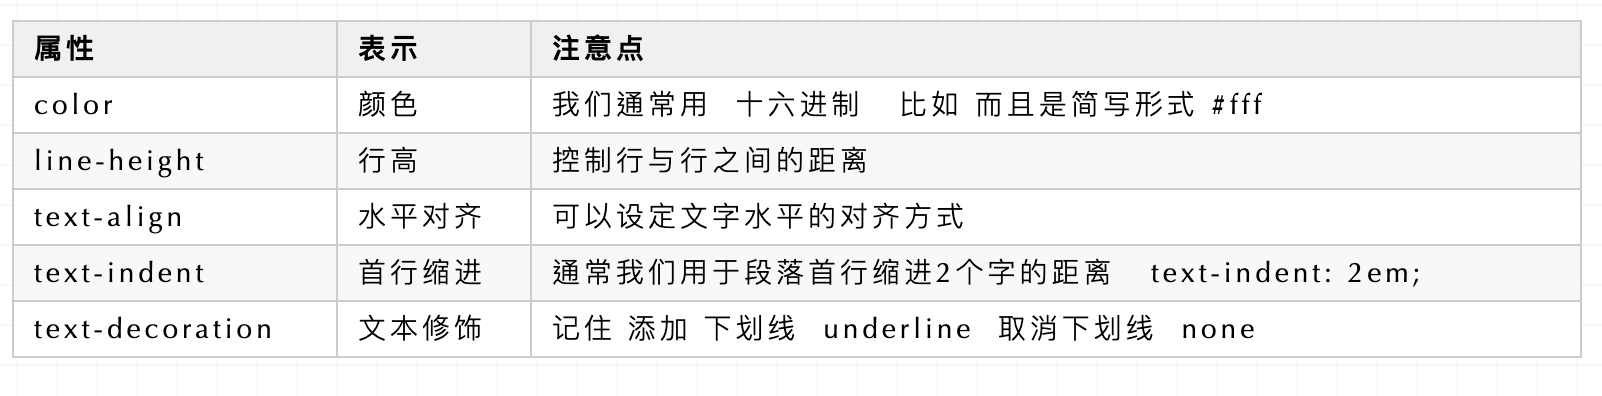 属性 表示 注意点
color 颜色 我们通常用 十六进制 比如 而且是简写形式 #fff
line-height 行高 控制行与行之间的距离
text-align 水平对齐 可以设定文字水平的对齐方式
text-indent 首行缩进 通常我们用于段落首行缩进2个字的距离 text-indent: 2em;
text-decoration 文本修饰 记住 添加 下划线 underline 取消下划线 none